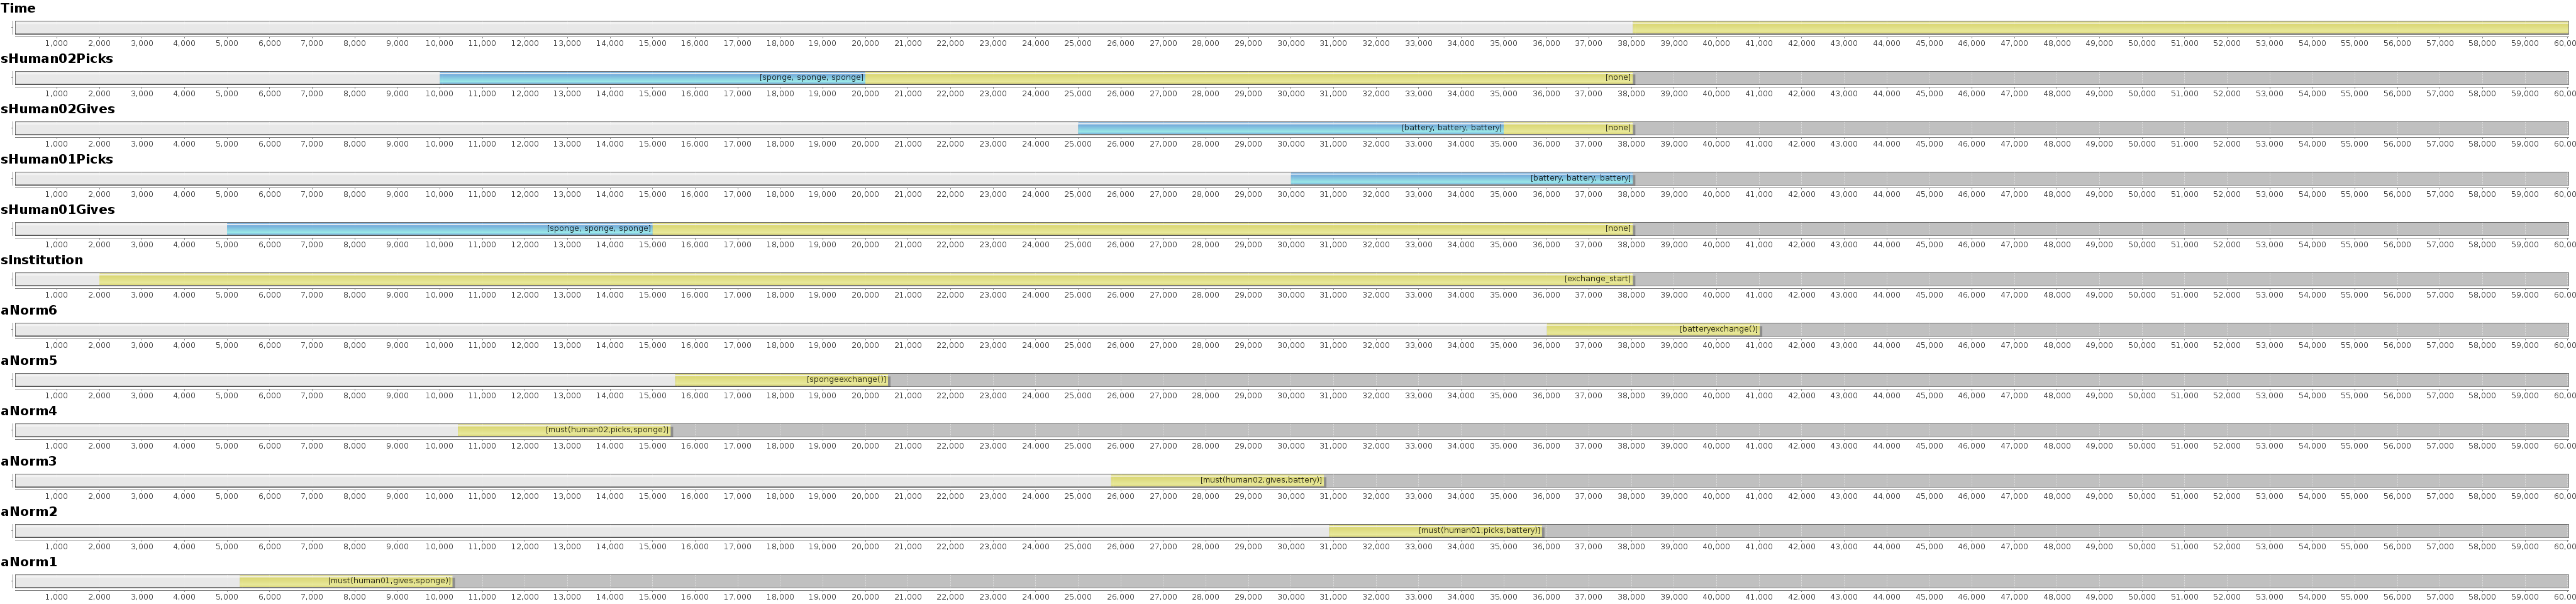 Time
1,000 2,000 3,000 4,000 5,000 6,000 7,000 8,000 9,000 10,000 11,000 12,000 13,000 14,000 15,000 16,000 17,000 18,000 19,000 20,000 21,000 22,000 23,000 24,000 25,000 26,000 27,000 28,000 29,000 30,000 31,000 32,000 33,000 34,000 35,000 36,000 37,000 38,000 39,000 40,000 41,000 42,000 43,000 44,000 45,000 46,000 47,000 48,000 49,000 50,000 51,000 52,000 53,000 54,000 55,000 56,000 57,000 58,000 59,000 60,00
sHuman02Picks
[sponge, sponge, sponge] [none]
1,000 2,000 3,000 4,000 5,000 6,000 7,000 8,000 9,000 10,000 11,000 12,000 13,000 14,000 15,000 16,000 17,000 18,000 19,000 20,000 21,000 22,000 23,000 24,000 25,000 26,000 27,000 28,000 29,000 30,000 31,000 32,000 33,000 34,000 35,000 36,000 37,000 38,000 39,000 40,000 41,000 42,000 43,000 44,000 45,000 46,000 47,000 48,000 49,000 50,000 51,000 52,000 53,000 54,000 55,000 56,000 57,000 58,000 59,000 60,00
sHuman02Gives
[battery, battery, battery] [none]
1,000 2,000 3,000 4,000 5,000 6,000 7,000 8,000 9,000 10,000 11,000 12,000 13,000 14,000 15,000 16,000 17,000 18,000 19,000 20,000 21,000 22,000 23,000 24,000 25,000 26,000 27,000 28,000 29,000 30,000 31,000 32,000 33,000 34,000 35,000 36,000 37,000 38,000 39,000 40,000 41,000 42,000 43,000 44,000 45,000 46,000 47,000 48,000 49,000 50,000 51,000 52,000 53,000 54,000 55,000 56,000 57,000 58,000 59,000 60,00
sHuman01Picks
[battery, battery, battery]
1,000 2,000 3,000 4,000 5,000 6,000 7,000 8,000 9,000 10,000 11,000 12,000 13,000 14,000 15,000 16,000 17,000 18,000 19,000 20,000 21,000 22,000 23,000 24,000 25,000 26,000 27,000 28,000 29,000 30,000 31,000 32,000 33,000 34,000 35,000 36,000 37,000 38,000 39,000 40,000 41,000 42,000 43,000 44,000 45,000 46,000 47,000 48,000 49,000 50,000 51,000 52,000 53,000 54,000 55,000 56,000 57,000 58,000 59,000 60,00
sHuman01Gives
[sponge, sponge, sponge] [none]
1,000 2,000 3,000 4,000 5,000 6,000 7,000 8,000 9,000 10,000 11,000 12,000 13,000 14,000 15,000 16,000 17,000 18,000 19,000 20,000 21,000 22,000 23,000 24,000 25,000 26,000 27,000 28,000 29,000 30,000 31,000 32,000 33,000 34,000 35,000 36,000 37,000 38,000 39,000 40,000 41,000 42,000 43,000 44,000 45,000 46,000 47,000 48,000 49,000 50,000 51,000 52,000 53,000 54,000 55,000 56,000 57,000 58,000 59,000 60,00
sInstitution
[exchange_start]
1,000 2,000 3,000 4,000 5,000 6,000 7,000 8,000 9,000 10,000 11,000 12,000 13,000 14,000 15,000 16,000 17,000 18,000 19,000 20,000 21,000 22,000 23,000 24,000 25,000 26,000 27,000 28,000 29,000 30,000 31,000 32,000 33,000 34,000 35,000 36,000 37,000 38,000 39,000 40,000 41,000 42,000 43,000 44,000 45,000 46,000 47,000 48,000 49,000 50,000 51,000 52,000 53,000 54,000 55,000 56,000 57,000 58,000 59,000 60,00
aNorm6
[batteryexchange()]
1,000 2,000 3,000 4,000 5,000 6,000 7,000 8,000 9,000 10,000 11,000 12,000 13,000 14,000 15,000 16,000 17,000 18,000 19,000 20,000 21,000 22,000 23,000 24,000 25,000 26,000 27,000 28,000 29,000 30,000 31,000 32,000 33,000 34,000 35,000 36,000 37,000 38,000 39,000 40,000 41,000 42,000 43,000 44,000 45,000 46,000 47,000 48,000 49,000 50,000 51,000 52,000 53,000 54,000 55,000 56,000 57,000 58,000 59,000 60,00
aNorm5
[spongeexchange()]
1,000 2,000 3,000 4,000 5,000 6,000 7,000 8,000 9,000 10,000 11,000 12,000 13,000 14,000 15,000 16,000 17,000 18,000 19,000 20,000 21,000 22,000 23,000 24,000 25,000 26,000 27,000 28,000 29,000 30,000 31,000 32,000 33,000 34,000 35,000 36,000 37,000 38,000 39,000 40,000 41,000 42,000 43,000 44,000 45,000 46,000 47,000 48,000 49,000 50,000 51,000 52,000 53,000 54,000 55,000 56,000 57,000 58,000 59,000 60,00
aNorm4
[must(human02,picks,sponge)]
1,000 2,000 3,000 4,000 5,000 6,000 7,000 8,000 9,000 10,000 11,000 12,000 13,000 14,000 15,000 16,000 17,000 18,000 19,000 20,000 21,000 22,000 23,000 24,000 25,000 26,000 27,000 28,000 29,000 30,000 31,000 32,000 33,000 34,000 35,000 36,000 37,000 38,000 39,000 40,000 41,000 42,000 43,000 44,000 45,000 46,000 47,000 48,000 49,000 50,000 51,000 52,000 53,000 54,000 55,000 56,000 57,000 58,000 59,000 60,00
aNorm3
[must(human02,gives,battery)]
1,000 2,000 3,000 4,000 5,000 6,000 7,000 8,000 9,000 10,000 11,000 12,000 13,000 14,000 15,000 16,000 17,000 18,000 19,000 20,000 21,000 22,000 23,000 24,000 25,000 26,000 27,000 28,000 29,000 30,000 31,000 32,000 33,000 34,000 35,000 36,000 37,000 38,000 39,000 40,000 41,000 42,000 43,000 44,000 45,000 46,000 47,000 48,000 49,000 50,000 51,000 52,000 53,000 54,000 55,000 56,000 57,000 58,000 59,000 60,00
aNorm2
[must(human01,picks,battery)]
1,000 2,000 3,000 4,000 5,000 6,000 7,000 8,000 9,000 10,000 11,000 12,000 13,000 14,000 15,000 16,000 17,000 18,000 19,000 20,000 21,000 22,000 23,000 24,000 25,000 26,000 27,000 28,000 29,000 30,000 31,000 32,000 33,000 34,000 35,000 36,000 37,000 38,000 39,000 40,000 41,000 42,000 43,000 44,000 45,000 46,000 47,000 48,000 49,000 50,000 51,000 52,000 53,000 54,000 55,000 56,000 57,000 58,000 59,000 60,00
aNorm1
[must(human01,gives,sponge)]
1,000 2,000 3,000 4,000 5,000 6,000 7,000 8,000 9,000 10,000 11,000 12,000 13,000 14,000 15,000 16,000 17,000 18,000 19,000 20,000 21,000 22,000 23,000 24,000 25,000 26,000 27,000 28,000 29,000 30,000 31,000 32,000 33,000 34,000 35,000 36,000 37,000 38,000 39,000 40,000 41,000 42,000 43,000 44,000 45,000 46,000 47,000 48,000 49,000 50,000 51,000 52,000 53,000 54,000 55,000 56,000 57,000 58,000 59,000 60,00